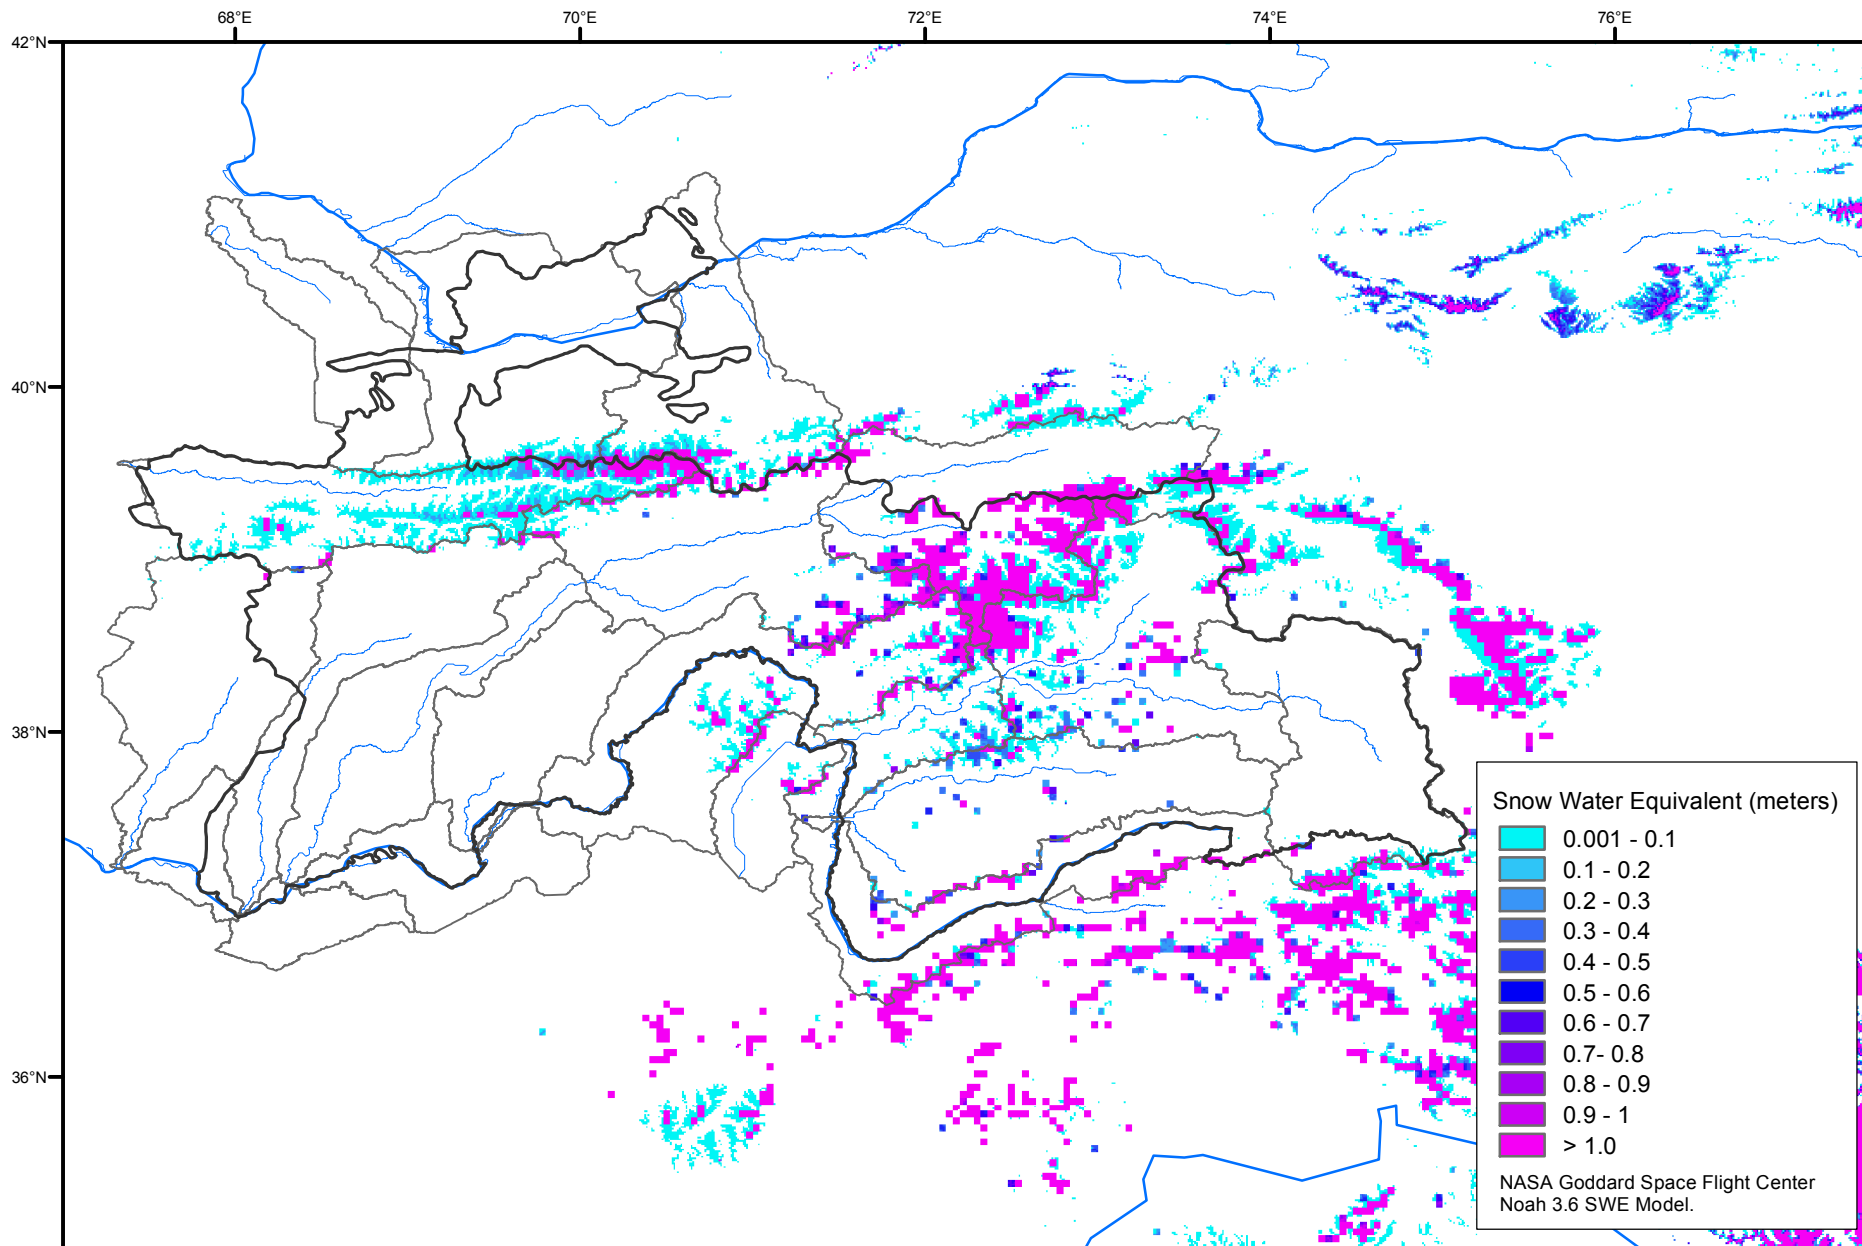 68°E
70°E
72°E
74°E
76°E
42°N
40°N
38°N
36°N
Snow Water Equivalent (meters)
0.001 - 0.1
0.1 - 0.2
0.2 - 0.3
0.3 - 0.4
0.4 - 0.5
0.5 - 0.6
0.6 - 0.7
0.7- 0.8
0.8 - 0.9
0.9 - 1
> 1.0
NASA Goddard Space Flight Center
Noah 3.6 SWE Model.